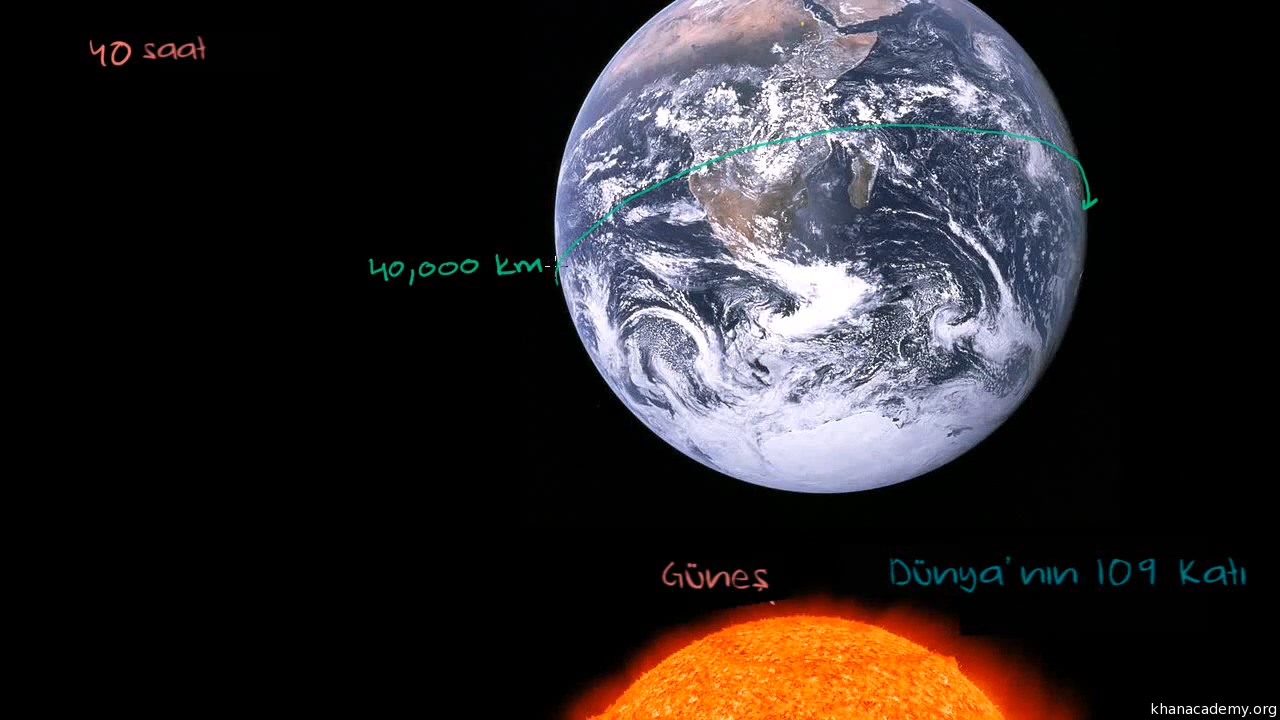 40 saat
40,000 km
Güneş
Dünya'nın 109 Katı
khanacademy.org